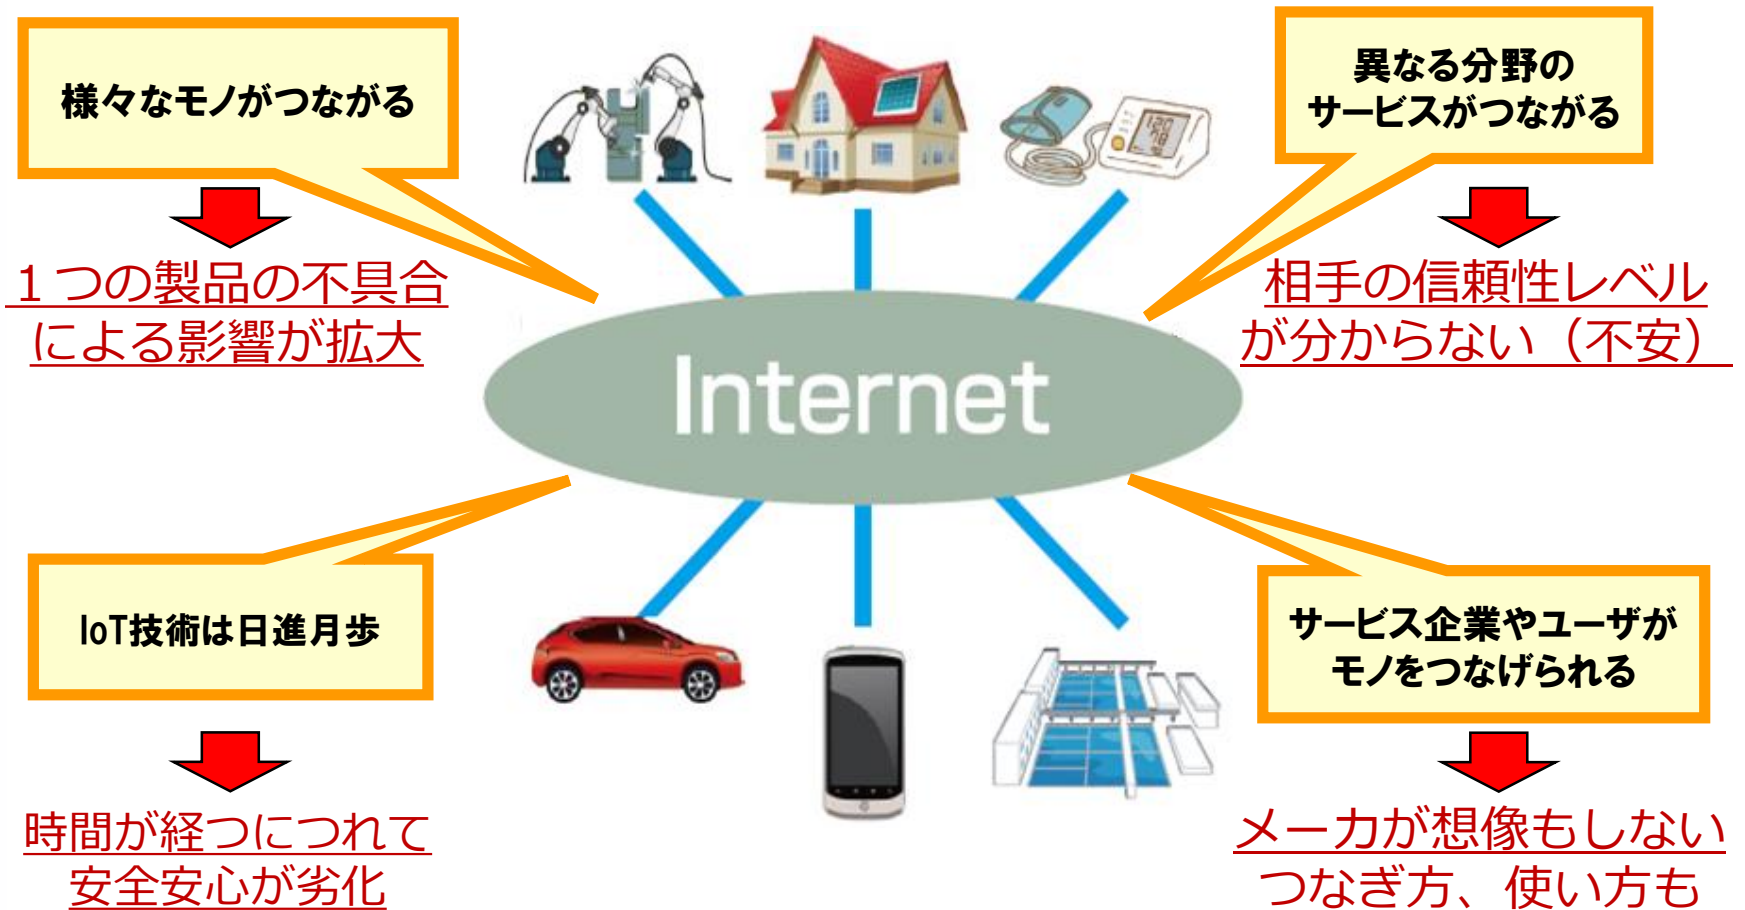 様々なモノがつながる
１つの製品の不具合
による影響が拡大
異なる分野の
サービスがつながる
相手の信頼性レベル
が分からない（不安）
Internet
IoT技術は日進月歩
時間が経つにつれて
安全安心が劣化
サービス企業やユーザが
モノをつなげられる
メーカが想像もしない
つなぎ方、使い方も